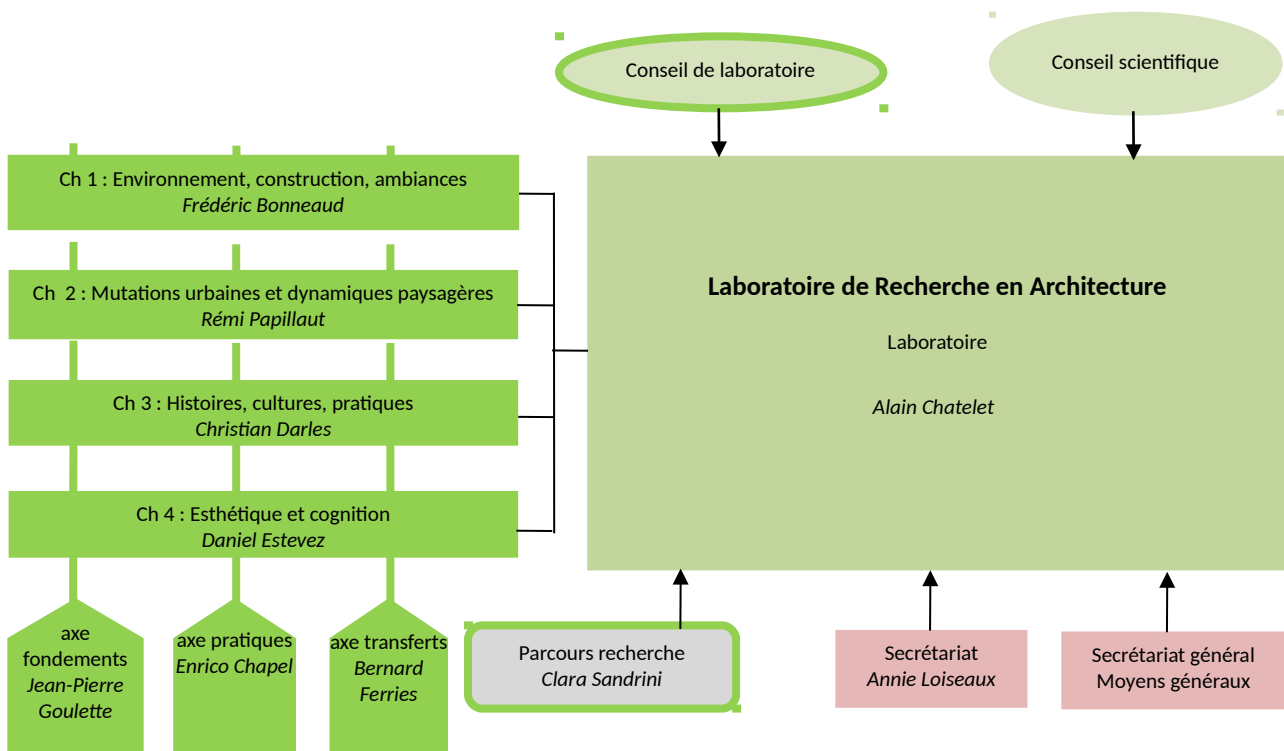 Conseil de laboratoire
Conseil scientifique
Ch 1 : Environnement, construction, ambiances
Frédéric Bonneaud
Ch  2 : Mutations urbaines et dynamiques paysagères
Rémi Papillaut
Ch 3 : Histoires, cultures, pratiques
Christian Darles
Ch 4 : Esthétique et cognition
Daniel Estevez
Laboratoire de Recherche en Architecture
Laboratoire
Alain Chatelet
axe
fondements
Jean-Pierre
Goulette
axe pratiques
Enrico Chapel
axe transferts
Bernard
Ferries
Parcours recherche
Clara Sandrini
Secrétariat
Annie Loiseaux
Secrétariat général
Moyens généraux